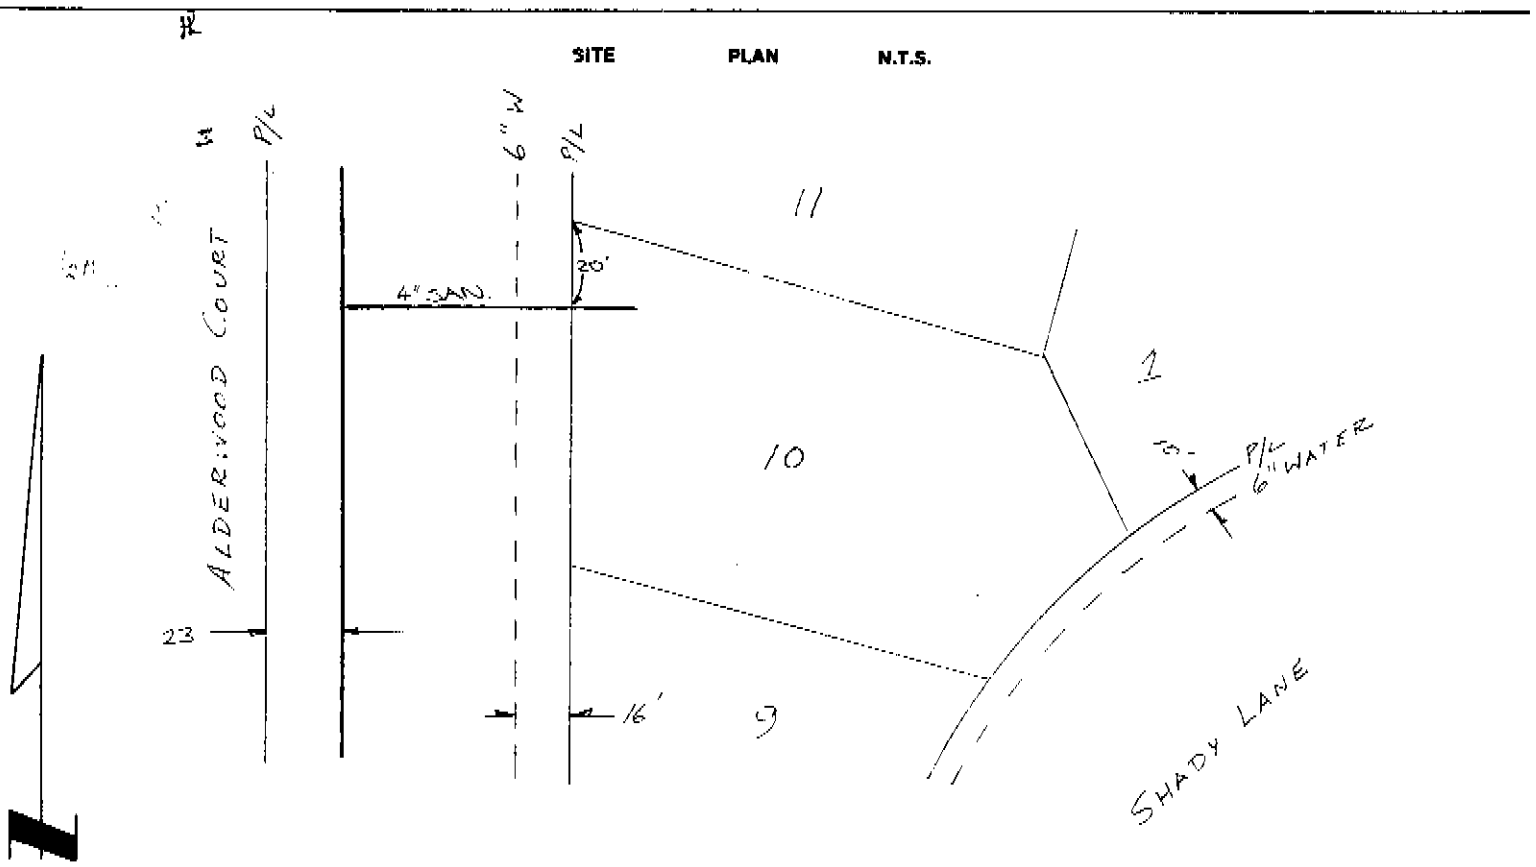 SITE PLAN N.T.S.
P/L
6" W
P/L
11
20'
4" SAN.
ALDERWOOD COURT
1
10
P/L
6" WATER
23
16'
9
SHADY LANE
N